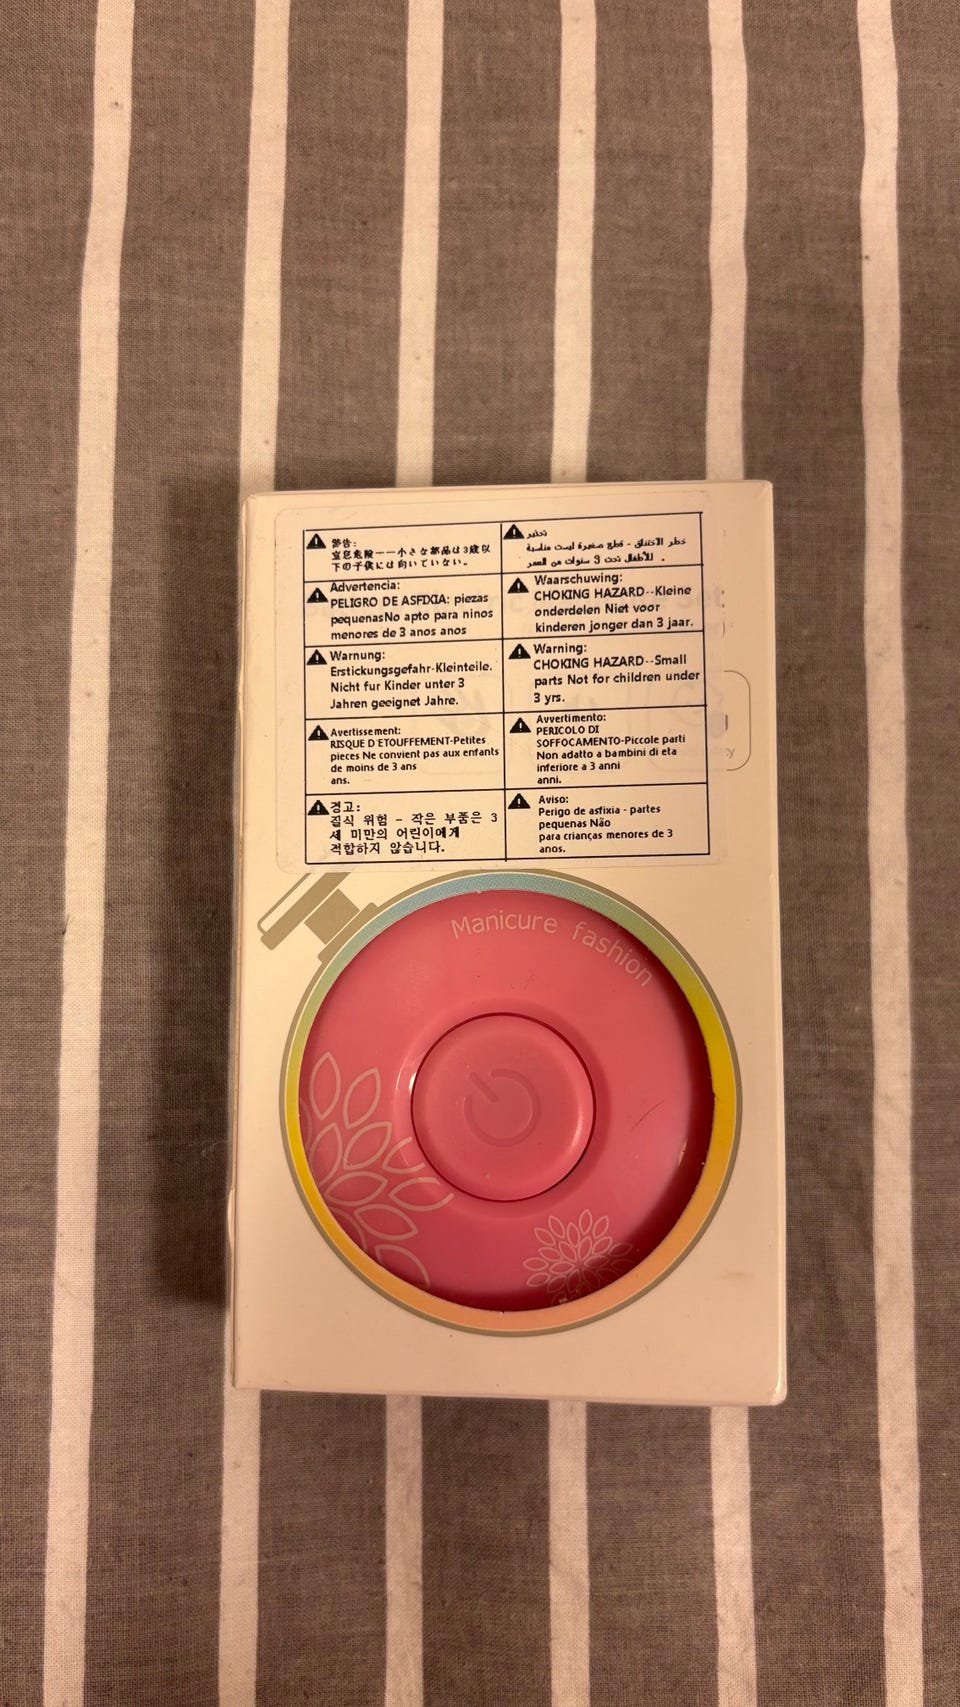 警告:
窒息危険ーー小さな部品は3歳以
下の子供には向いていない。
تحذير
خطر الاختناق - قطع صغيرة ليست مناسبة
للأطفال تحت 3 سنوات من العمر .
Advertencia:
PELIGRO DE ASFIXIA: piezas
pequenasNo apto para ninos
menores de 3 anos anos
Waarschuwing:
CHOKING HAZARD--Kleine
onderdelen Niet voor
kinderen jonger dan 3 jaar.
Warnung:
Erstickungsgefahr-Kleinteile.
Nicht fur Kinder unter 3
Jahren geeignet Jahre.
Warning:
CHOKING HAZARD--Small
parts Not for children under
3 yrs.
Avertissement:
RISQUE D'ETOUFFEMENT-Petites
pieces Ne convient pas aux enfants
de moins de 3 ans
ans.
Avvertimento:
PERICOLO DI
SOFFOCAMENTO-Piccole parti
Non adatto a bambini di eta
inferiore a 3 anni
anni.
경고:
질식 위험 - 작은 부품은 3
세 미만의 어린이에게
적합하지 않습니다.
Aviso:
Perigo de asfixia - partes
pequenas Não
para crianças menores de 3
anos.
Manicure fashion